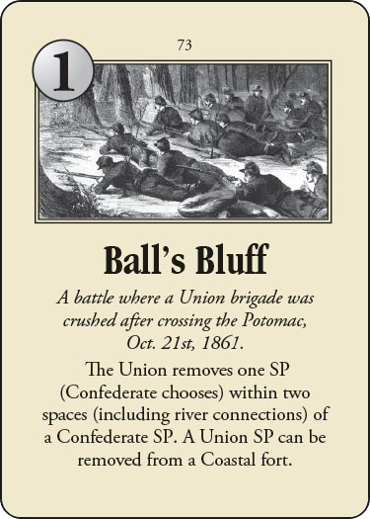 73
1
Ball's Bluff
A battle where a Union brigade was
crushed after crossing the Potomac,
Oct. 21st, 1861.
The Union removes one SP
(Confederate chooses) within two
spaces (including river connections) of
a Confederate SP. A Union SP can be
removed from a Coastal fort.